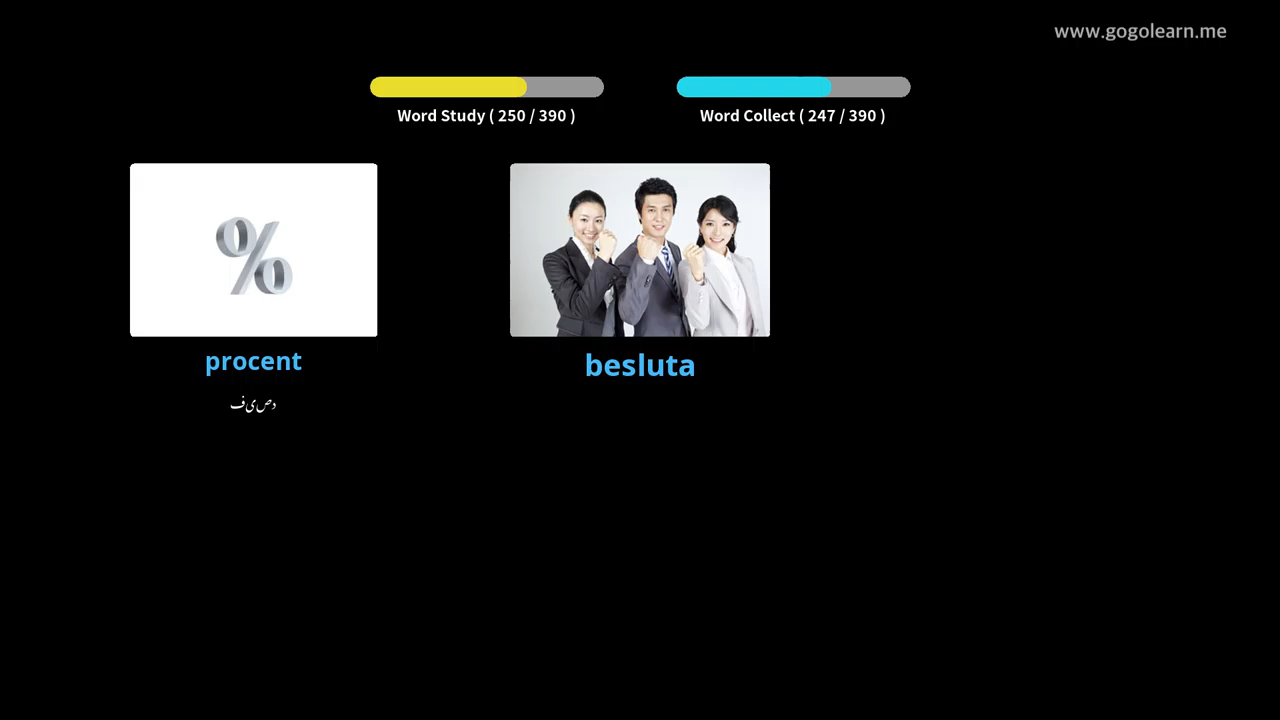 www.gogolearn.me
Word Study ( 250 / 390 )
Word Collect ( 247 / 390 )
procent
فیصد
besluta